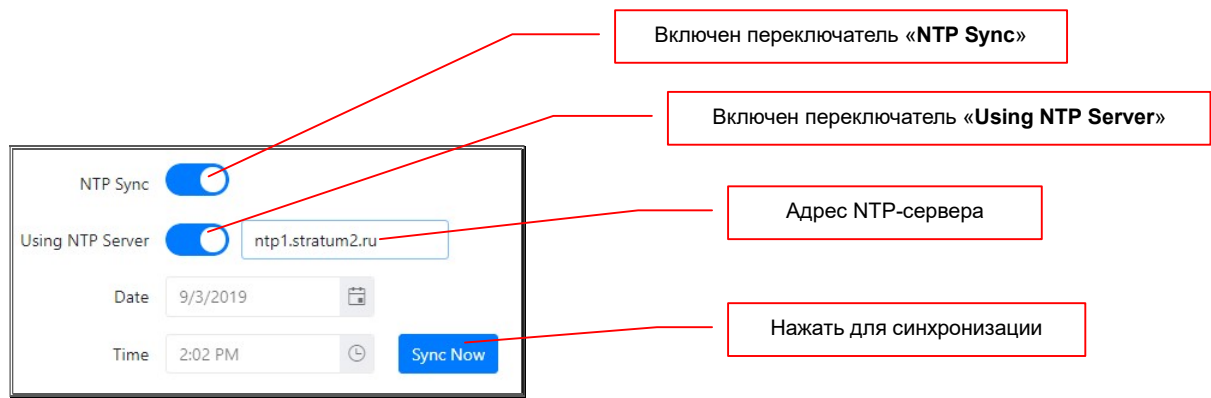 Включен переключатель «NTP Sync»
Включен переключатель «Using NTP Server»
NTP Sync
Using NTP Server ntp1.stratum2.ru
Адрес NTP-сервера
Date 9/3/2019
Time 2:02 PM Sync Now
Нажать для синхронизации